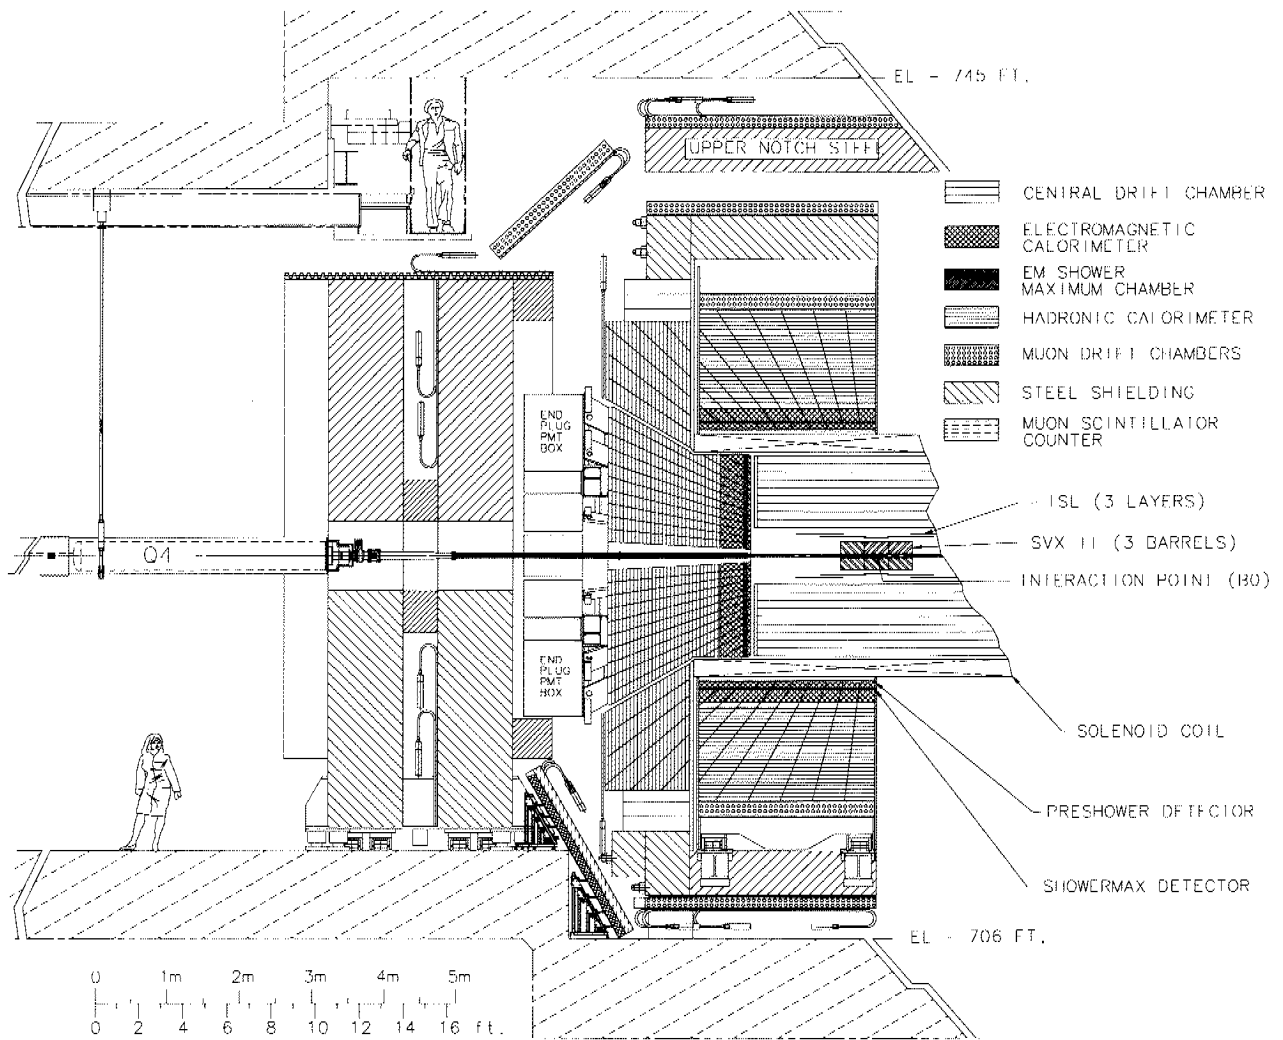 EL - 745 FT.
UPPER NOTCH STEEL
CENTRAL DRIFT CHAMBER
ELECTROMAGNETIC
CALORIMETER
EM SHOWER
MAXIMUM CHAMBER
HADRONIC CALORIMETER
MUON DRIFT CHAMBERS
STEEL SHIELDING
MUON SCINTILLATOR
COUNTER
END
PLUG
PMT
BOX
ISL (3 LAYERS)
SVX II (3 BARRELS)
Q4
INTERACTION POINT (B0)
END
PLUG
PMT
BOX
SOLENOID COIL
PRESHOWER DETECTOR
SHOWERMAX DETECTOR
EL - 706 FT.
0 1m 2m 3m 4m 5m
0 2 4 6 8 10 12 14 16 ft.